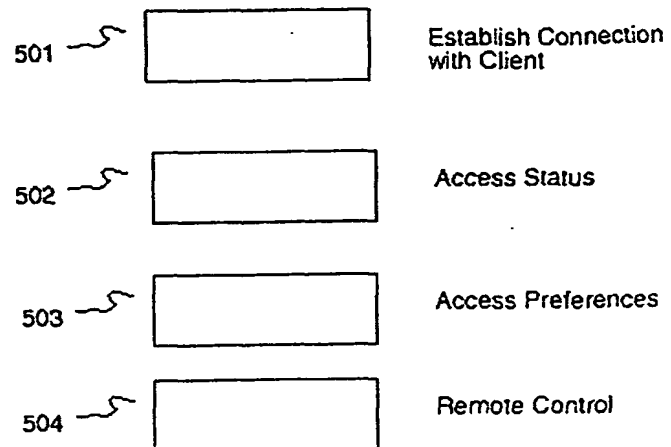 501 Establish Connection
with Client
502 Access Status
503 Access Preferences
504 Remote Control